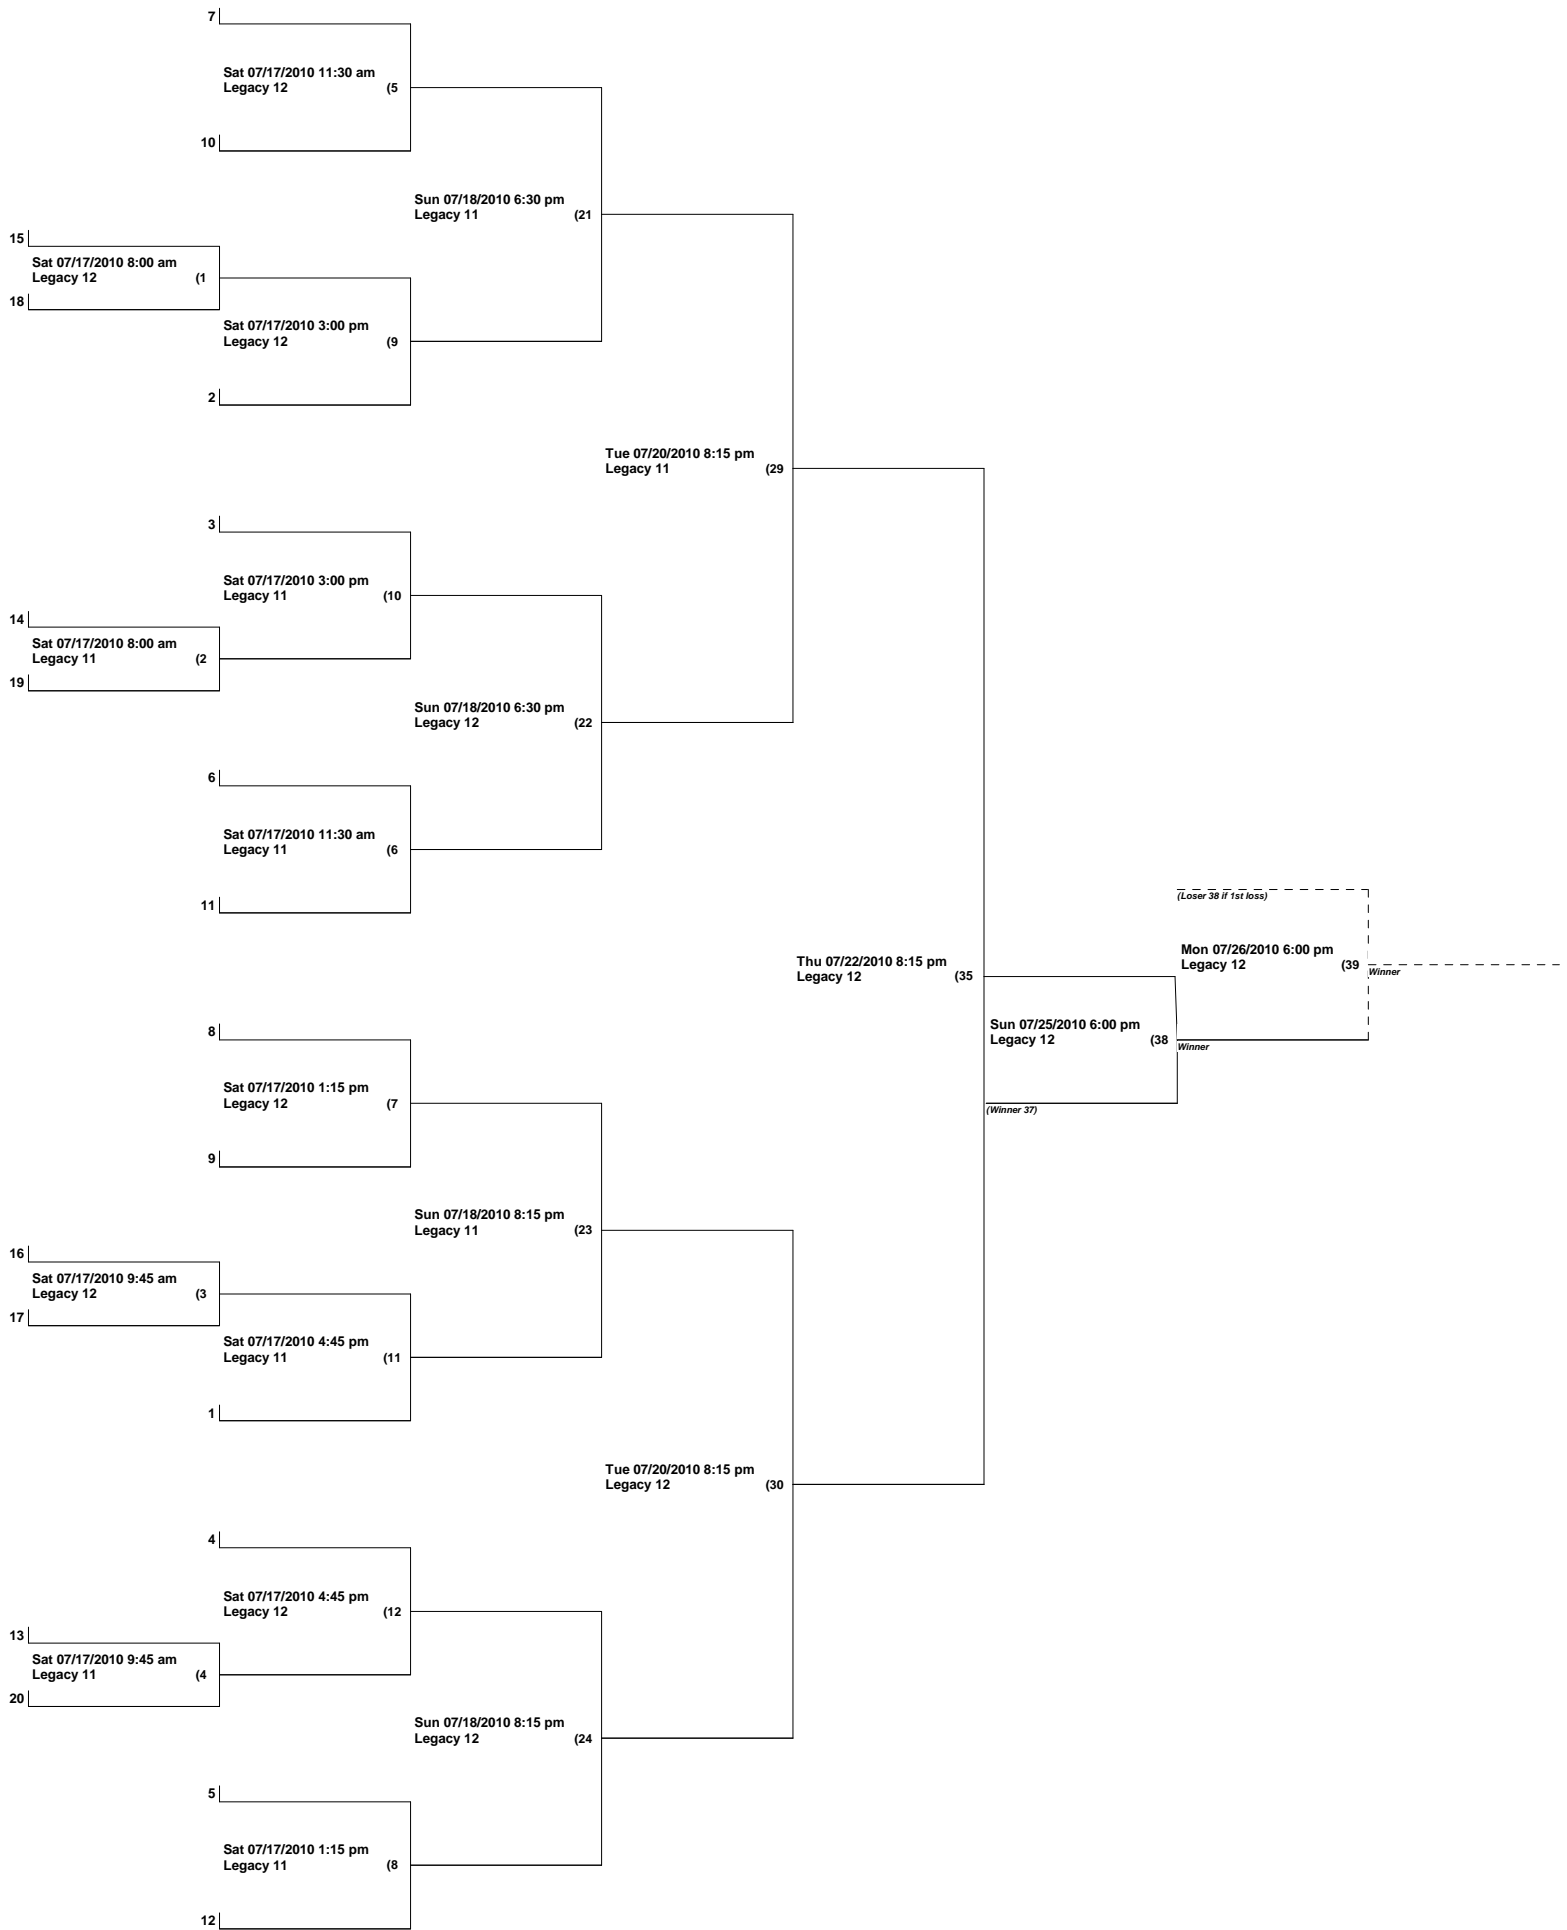 7
Sat 07/17/2010 11:30 am
Legacy 12 (5
10
Sun 07/18/2010 6:30 pm
Legacy 11 (21
15
Sat 07/17/2010 8:00 am
Legacy 12 (1
18
Sat 07/17/2010 3:00 pm
Legacy 12 (9
2
Tue 07/20/2010 8:15 pm
Legacy 11 (29
3
Sat 07/17/2010 3:00 pm
Legacy 11 (10
14
Sat 07/17/2010 8:00 am
Legacy 11 (2
19
Sun 07/18/2010 6:30 pm
Legacy 12 (22
6
Sat 07/17/2010 11:30 am
Legacy 11 (6
11
(Loser 38 if 1st loss)
Mon 07/26/2010 6:00 pm
Legacy 12 (39
Winner
Thu 07/22/2010 8:15 pm
Legacy 12 (35
Sun 07/25/2010 6:00 pm
Legacy 12 (38
Winner
(Winner 37)
8
Sat 07/17/2010 1:15 pm
Legacy 12 (7
9
Sun 07/18/2010 8:15 pm
Legacy 11 (23
16
Sat 07/17/2010 9:45 am
Legacy 12 (3
17
Sat 07/17/2010 4:45 pm
Legacy 11 (11
1
Tue 07/20/2010 8:15 pm
Legacy 12 (30
4
Sat 07/17/2010 4:45 pm
Legacy 12 (12
13
Sat 07/17/2010 9:45 am
Legacy 11 (4
20
Sun 07/18/2010 8:15 pm
Legacy 12 (24
5
Sat 07/17/2010 1:15 pm
Legacy 11 (8
12